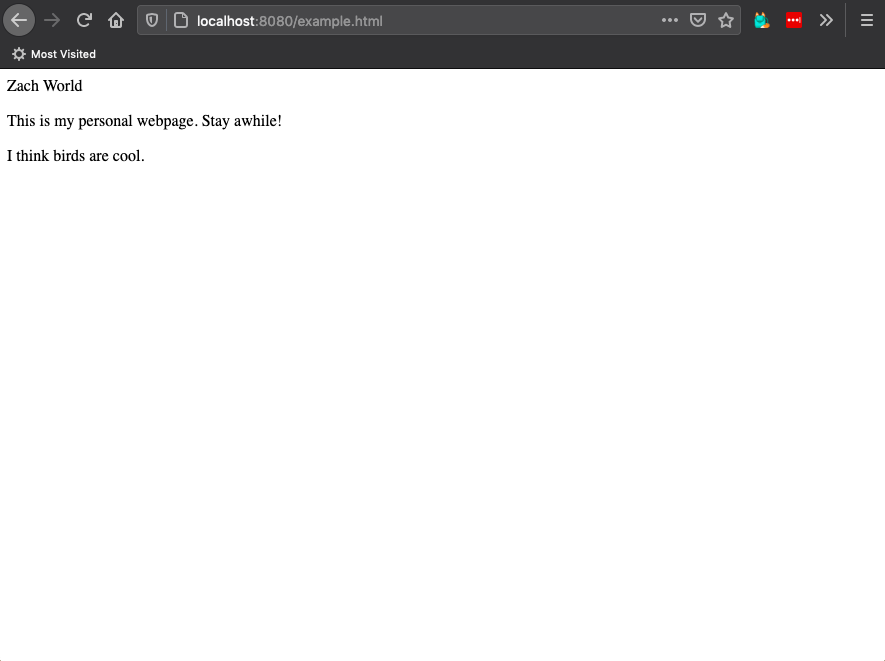 localhost:8080/example.html
Most Visited
Zach World
This is my personal webpage. Stay awhile!
I think birds are cool.